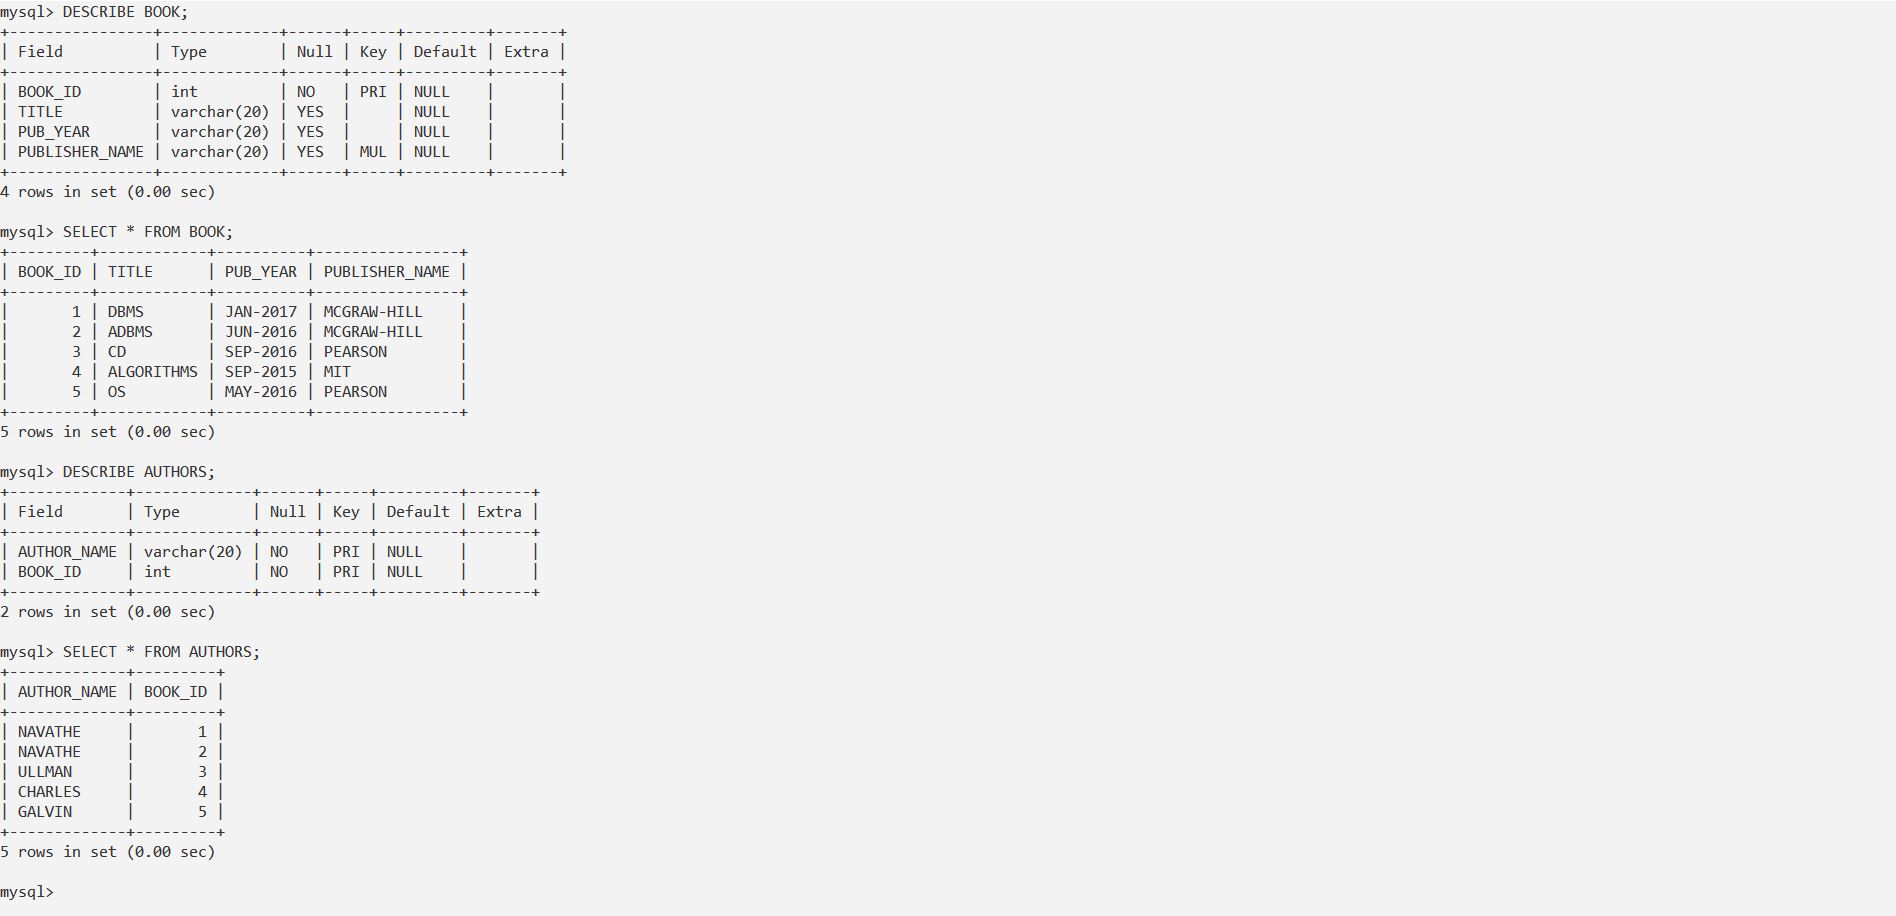 mysql> DESCRIBE BOOK;
+----------------+-------------+------+-----+---------+-------+
| Field          | Type        | Null | Key | Default | Extra |
+----------------+-------------+------+-----+---------+-------+
| BOOK_ID        | int         | NO   | PRI | NULL    |       |
| TITLE          | varchar(20) | YES  |     | NULL    |       |
| PUB_YEAR       | varchar(20) | YES  |     | NULL    |       |
| PUBLISHER_NAME | varchar(20) | YES  | MUL | NULL    |       |
+----------------+-------------+------+-----+---------+-------+
4 rows in set (0.00 sec)

mysql> SELECT * FROM BOOK;
+---------+------------+----------+----------------+
| BOOK_ID | TITLE      | PUB_YEAR | PUBLISHER_NAME |
+---------+------------+----------+----------------+
|       1 | DBMS       | JAN-2017 | MCGRAW-HILL    |
|       2 | ADBMS      | JUN-2016 | MCGRAW-HILL    |
|       3 | CD         | SEP-2016 | PEARSON        |
|       4 | ALGORITHMS | SEP-2015 | MIT            |
|       5 | OS         | MAY-2016 | PEARSON        |
+---------+------------+----------+----------------+
5 rows in set (0.00 sec)

mysql> DESCRIBE AUTHORS;
+-------------+-------------+------+-----+---------+-------+
| Field       | Type        | Null | Key | Default | Extra |
+-------------+-------------+------+-----+---------+-------+
| AUTHOR_NAME | varchar(20) | NO   | PRI | NULL    |       |
| BOOK_ID     | int         | NO   | PRI | NULL    |       |
+-------------+-------------+------+-----+---------+-------+
2 rows in set (0.00 sec)

mysql> SELECT * FROM AUTHORS;
+-------------+---------+
| AUTHOR_NAME | BOOK_ID |
+-------------+---------+
| NAVATHE     |       1 |
| NAVATHE     |       2 |
| ULLMAN      |       3 |
| CHARLES     |       4 |
| GALVIN      |       5 |
+-------------+---------+
5 rows in set (0.00 sec)

mysql>